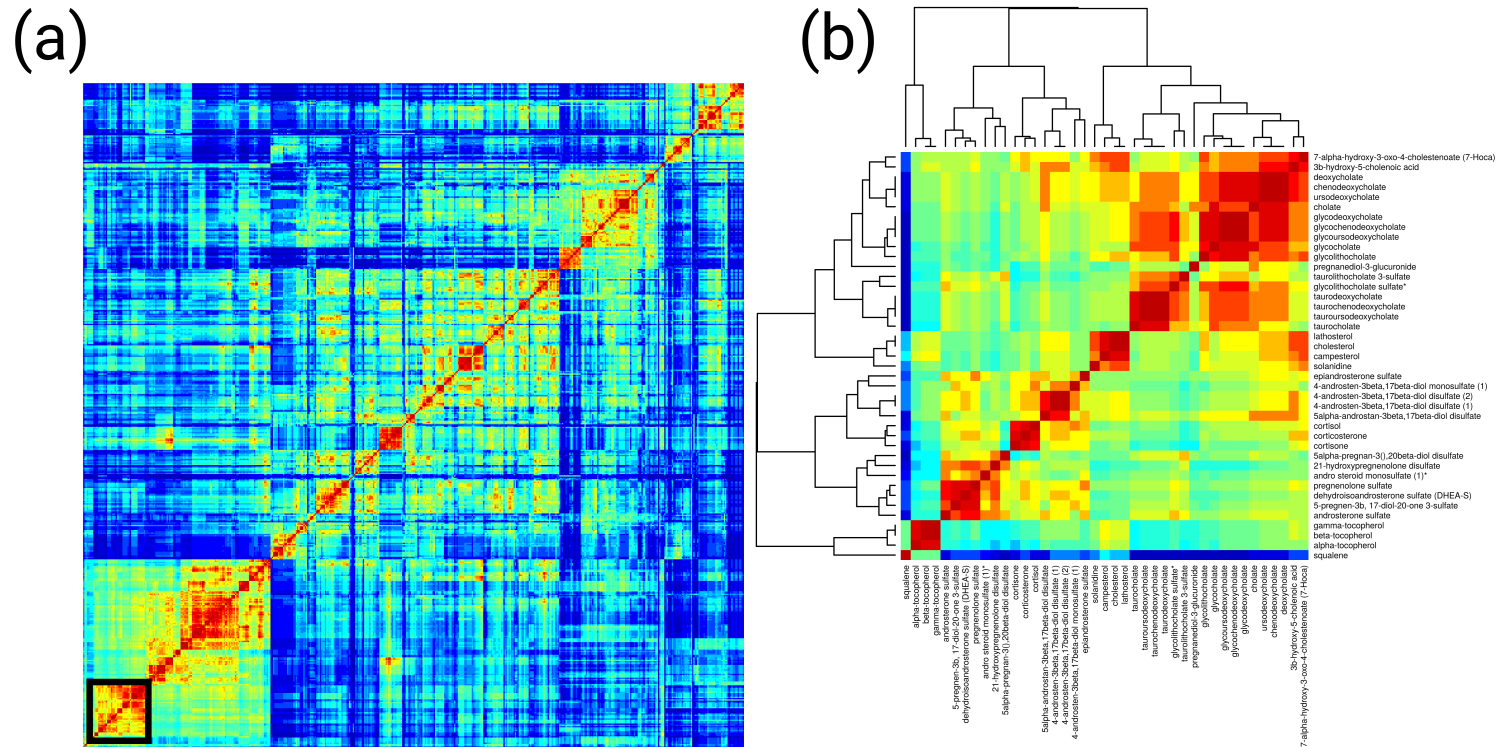 (a)
(b)
7-alpha-hydroxy-3-oxo-4-cholestenoate (7-Hoca)
3b-hydroxy-5-cholenoic acid
deoxycholate
chenodeoxycholate
ursodeoxycholate
cholate
glycodeoxycholate
glycochenodeoxycholate
glycoursodeoxycholate
glycocholate
glycolithocholate
pregnanediol-3-glucuronide
taurolithocholate 3-sulfate
glycolithocholate sulfate*
taurodeoxycholate
taurochenodeoxycholate
tauroursodeoxycholate
taurocholate
lathosterol
cholesterol
campesterol
solanidine
epiandrosterone sulfate
4-androsten-3beta,17beta-diol monosulfate (1)
4-androsten-3beta,17beta-diol disulfate (2)
4-androsten-3beta,17beta-diol disulfate (1)
5alpha-androstan-3beta,17beta-diol disulfate
cortisol
corticosterone
cortisone
5alpha-pregnan-3(),20beta-diol disulfate
21-hydroxypregnenolone disulfate
andro steroid monosulfate (1)*
pregnenolone sulfate
dehydroisoandrosterone sulfate (DHEA-S)
5-pregnen-3b, 17-diol-20-one 3-sulfate
androsterone sulfate
gamma-tocopherol
beta-tocopherol
alpha-tocopherol
squalene
squalene
alpha-tocopherol
beta-tocopherol
gamma-tocopherol
androsterone sulfate
5-pregnen-3b, 17-diol-20-one 3-sulfate
dehydroisoandrosterone sulfate (DHEA-S)
pregnenolone sulfate
andro steroid monosulfate (1)*
21-hydroxypregnenolone disulfate
5alpha-pregnan-3(),20beta-diol disulfate
cortisone
corticosterone
cortisol
5alpha-androstan-3beta,17beta-diol disulfate
4-androsten-3beta,17beta-diol disulfate (1)
4-androsten-3beta,17beta-diol disulfate (2)
4-androsten-3beta,17beta-diol monosulfate (1)
epiandrosterone sulfate
solanidine
campesterol
cholesterol
lathosterol
taurocholate
tauroursodeoxycholate
taurochenodeoxycholate
taurodeoxycholate
glycolithocholate sulfate*
taurolithocholate 3-sulfate
pregnanediol-3-glucuronide
glycolithocholate
glycocholate
glycoursodeoxycholate
glycochenodeoxycholate
glycodeoxycholate
cholate
ursodeoxycholate
chenodeoxycholate
deoxycholate
3b-hydroxy-5-cholenoic acid
7-alpha-hydroxy-3-oxo-4-cholestenoate (7-Hoca)